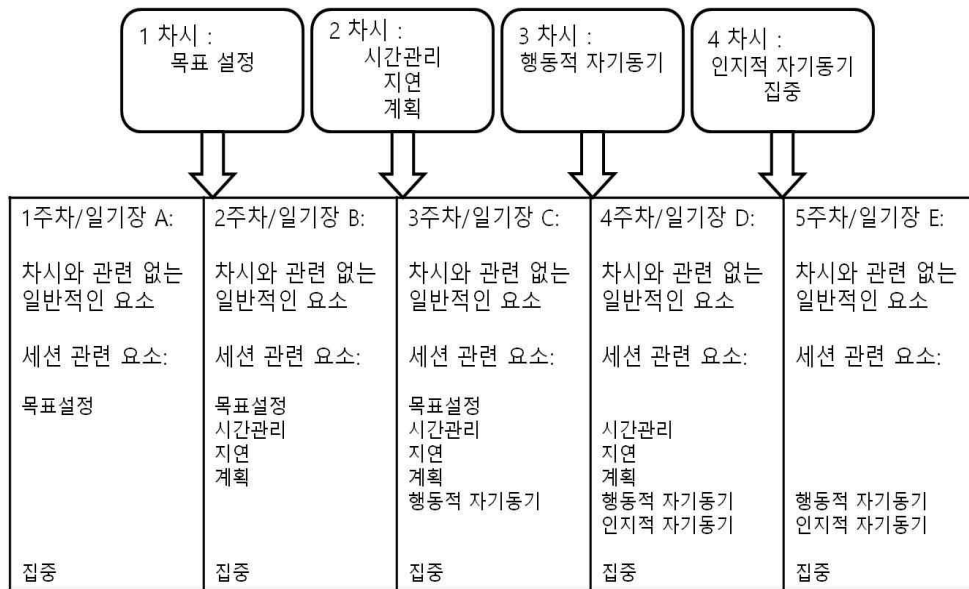 1 차시 :
목표 설정
2 차시 :
시간관리
지연
계획
3 차시 :
행동적 자기동기
4 차시 :
인지적 자기동기
집중
1주차/일기장 A:
차시와 관련 없는
일반적인 요소
세션 관련 요소:
목표설정
집중
2주차/일기장 B:
차시와 관련 없는
일반적인 요소
세션 관련 요소:
목표설정
시간관리
지연
계획
집중
3주차/일기장 C:
차시와 관련 없는
일반적인 요소
세션 관련 요소:
목표설정
시간관리
지연
계획
행동적 자기동기
집중
4주차/일기장 D:
차시와 관련 없는
일반적인 요소
세션 관련 요소:
시간관리
지연
계획
행동적 자기동기
인지적 자기동기
집중
5주차/일기장 E:
차시와 관련 없는
일반적인 요소
세션 관련 요소:
행동적 자기동기
인지적 자기동기
집중